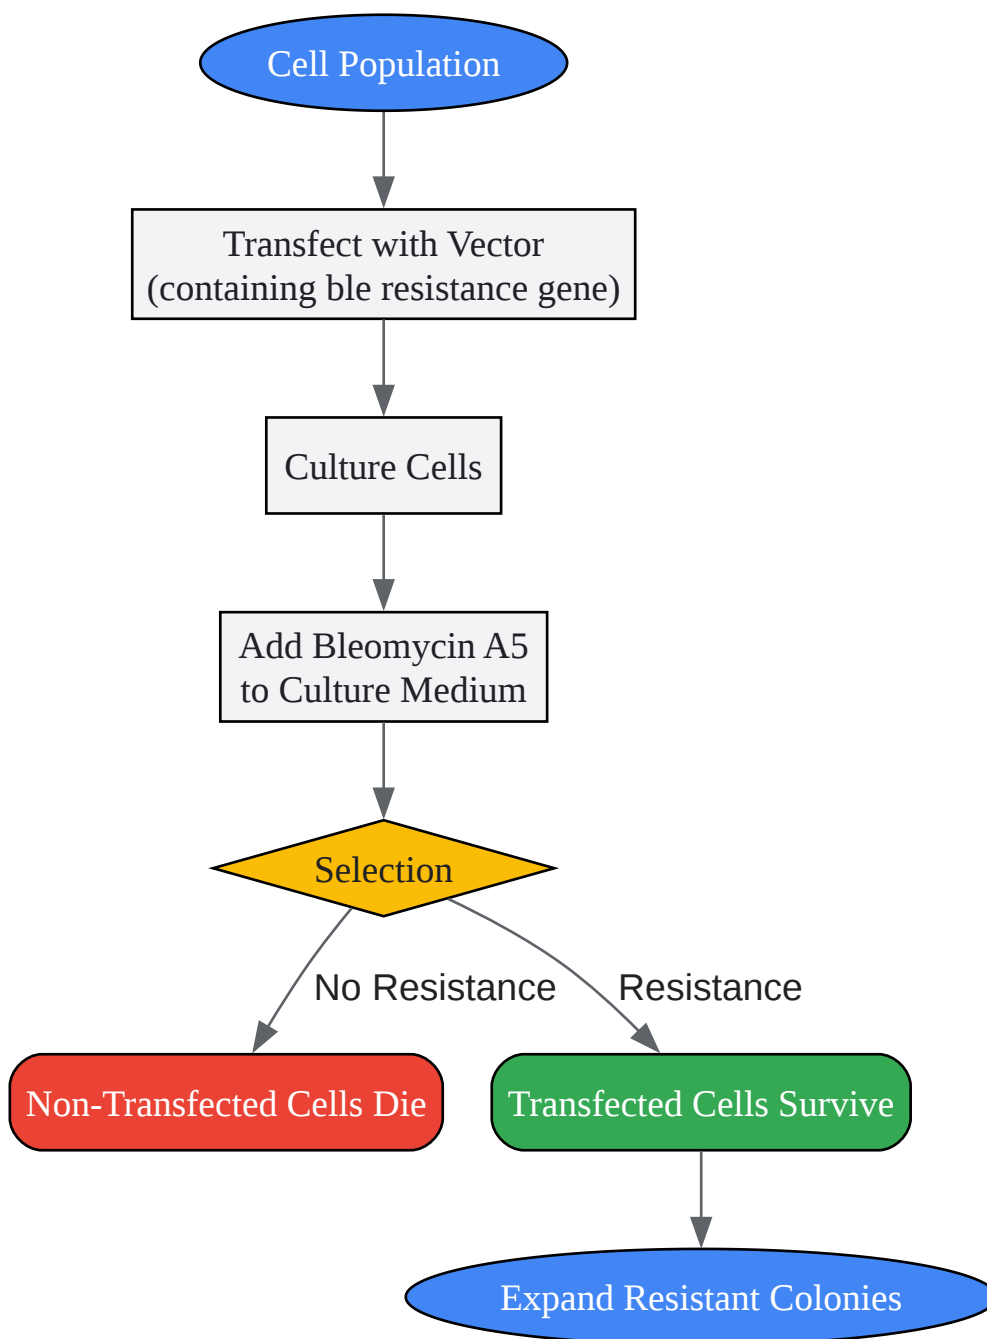 Cell Population
Transfect with Vector
(containing ble resistance gene)
Culture Cells
Add Bleomycin A5
to Culture Medium
Selection
No Resistance
Resistance
Non-Transfected Cells Die
Transfected Cells Survive
Expand Resistant Colonies